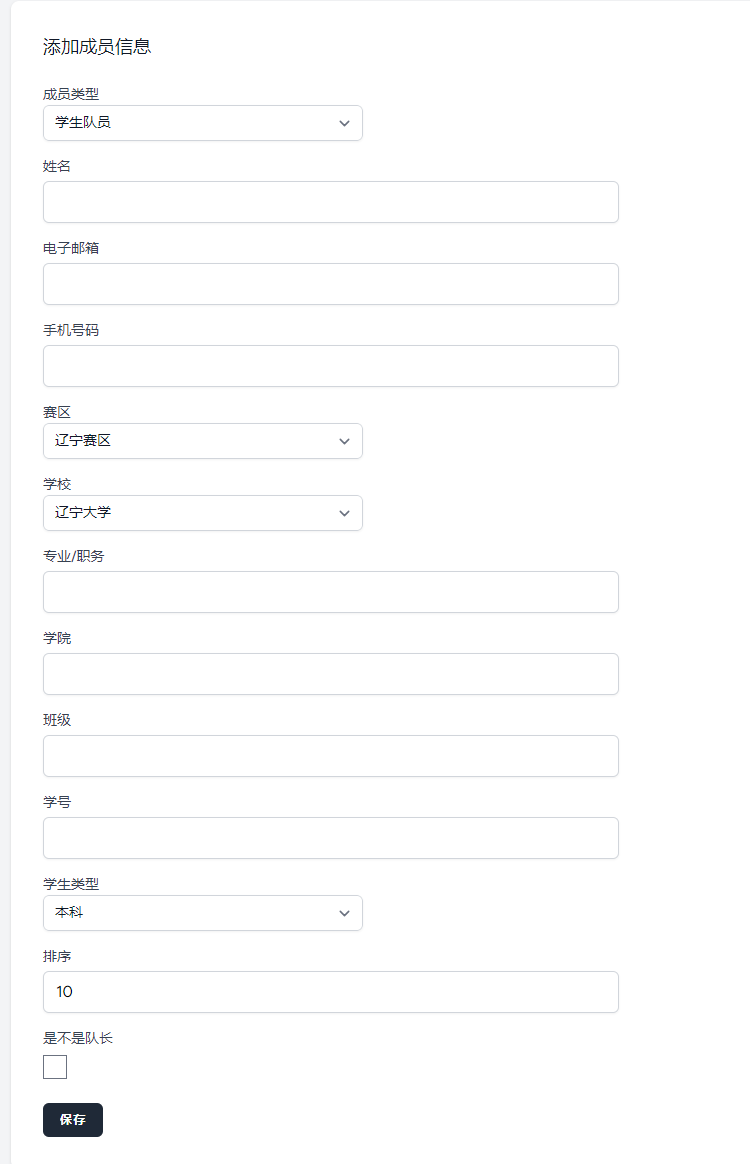 添加成员信息
成员类型
学生队员
姓名
电子邮箱
手机号码
赛区
辽宁赛区
学校
辽宁大学
专业/职务
学院
班级
学号
学生类型
本科
排序
10
是不是队长
保存